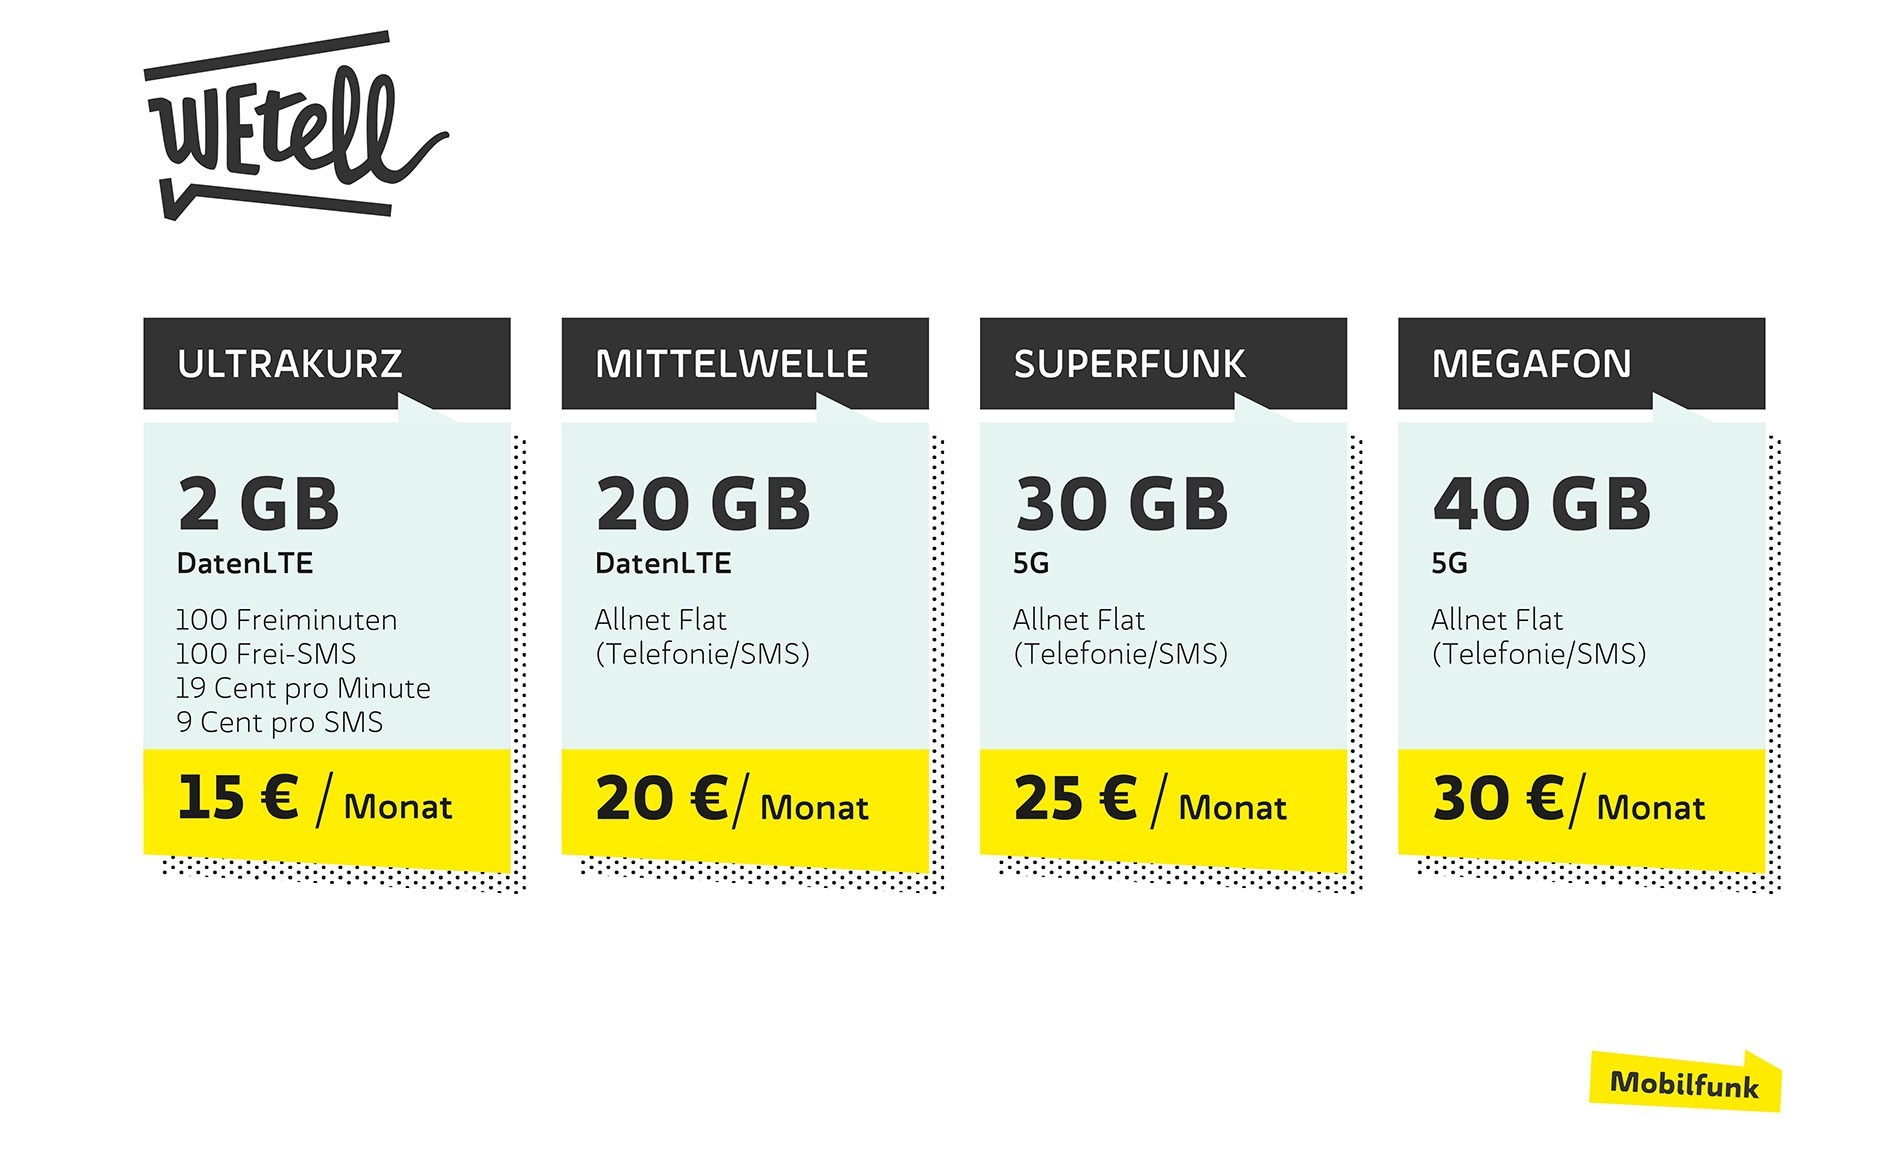 WEtell
ULTRAKURZ
2 GB
DatenLTE
100 Freiminuten
100 Frei-SMS
19 Cent pro Minute
9 Cent pro SMS
15 € / Monat
MITTELWELLE
20 GB
DatenLTE
Allnet Flat
(Telefonie/SMS)
20 €/ Monat
SUPERFUNK
30 GB
5G
Allnet Flat
(Telefonie/SMS)
25 € / Monat
MEGAFON
40 GB
5G
Allnet Flat
(Telefonie/SMS)
30 €/ Monat
Mobilfunk